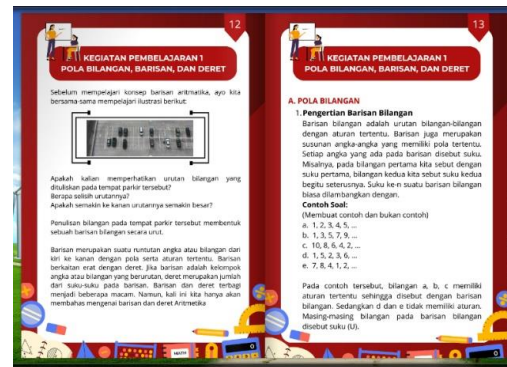 12
KEGIATAN PEMBELAJARAN 1
POLA BILANGAN, BARISAN, DAN DERET
Sebelum mempelajari konsep barisan aritmatika, ayo kita
bersama-sama mempelajari ilustrasi berikut:
Apakah kalian memperhatikan urutan bilangan yang
dituliskan pada tempat parkir tersebut?
Berapa selisih urutannya?
Apakah semakin ke kanan urutannya semakin besar?
Penulisan bilangan pada tempat parkir tersebut membentuk
sebuah barisan bilangan secara urut.
Barisan merupakan suatu runtutan angka atau bilangan dari
kiri ke kanan dengan pola serta aturan tertentu. Barisan
berkaitan erat dengan deret. Jika barisan adalah kelompok
angka atau bilangan yang berurutan, deret merupakan jumlah
dari suku-suku pada barisan. Barisan dan deret terbagi
menjadi beberapa macam. Namun, kali ini kita hanya akan
membahas mengenai barisan dan deret Aritmetika
13
KEGIATAN PEMBELAJARAN 1
POLA BILANGAN, BARISAN, DAN DERET
A. POLA BILANGAN
1. Pengertian Barisan Bilangan
Barisan bilangan adalah urutan bilangan-bilangan
dengan aturan tertentu. Barisan juga merupakan
susunan angka-angka yang memiliki pola tertentu.
Setiap angka yang ada pada barisan disebut suku.
Misalnya, pada bilangan pertama kita sebut dengan
suku pertama, bilangan kedua kita sebut suku kedua
begitu seterusnya. Suku ke-n suatu barisan bilangan
biasa dilambangkan dengan.
Contoh Soal:
(Membuat contoh dan bukan contoh)
a. 1, 2, 3, 4, 5, ...
b. 1, 3, 5, 7, 9, ...
c. 10, 8, 6, 4, 2, ...
d. 1, 5, 2, 3, 6, ...
e. 7, 8, 4, 1, 2, ...
Pada contoh tersebut, bilangan a, b, c memiliki
aturan tertentu sehingga disebut dengan barisan
bilangan. Sedangkan d dan e tidak memiliki aturan.
Masing-masing bilangan pada barisan bilangan
disebut suku (U).